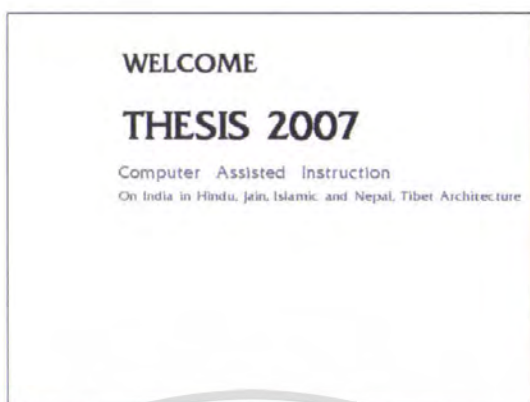 WELCOME
THESIS 2007
Computer Assisted Instruction
On India in Hindu, Jain, Islamic and Nepal, Tibet Architecture